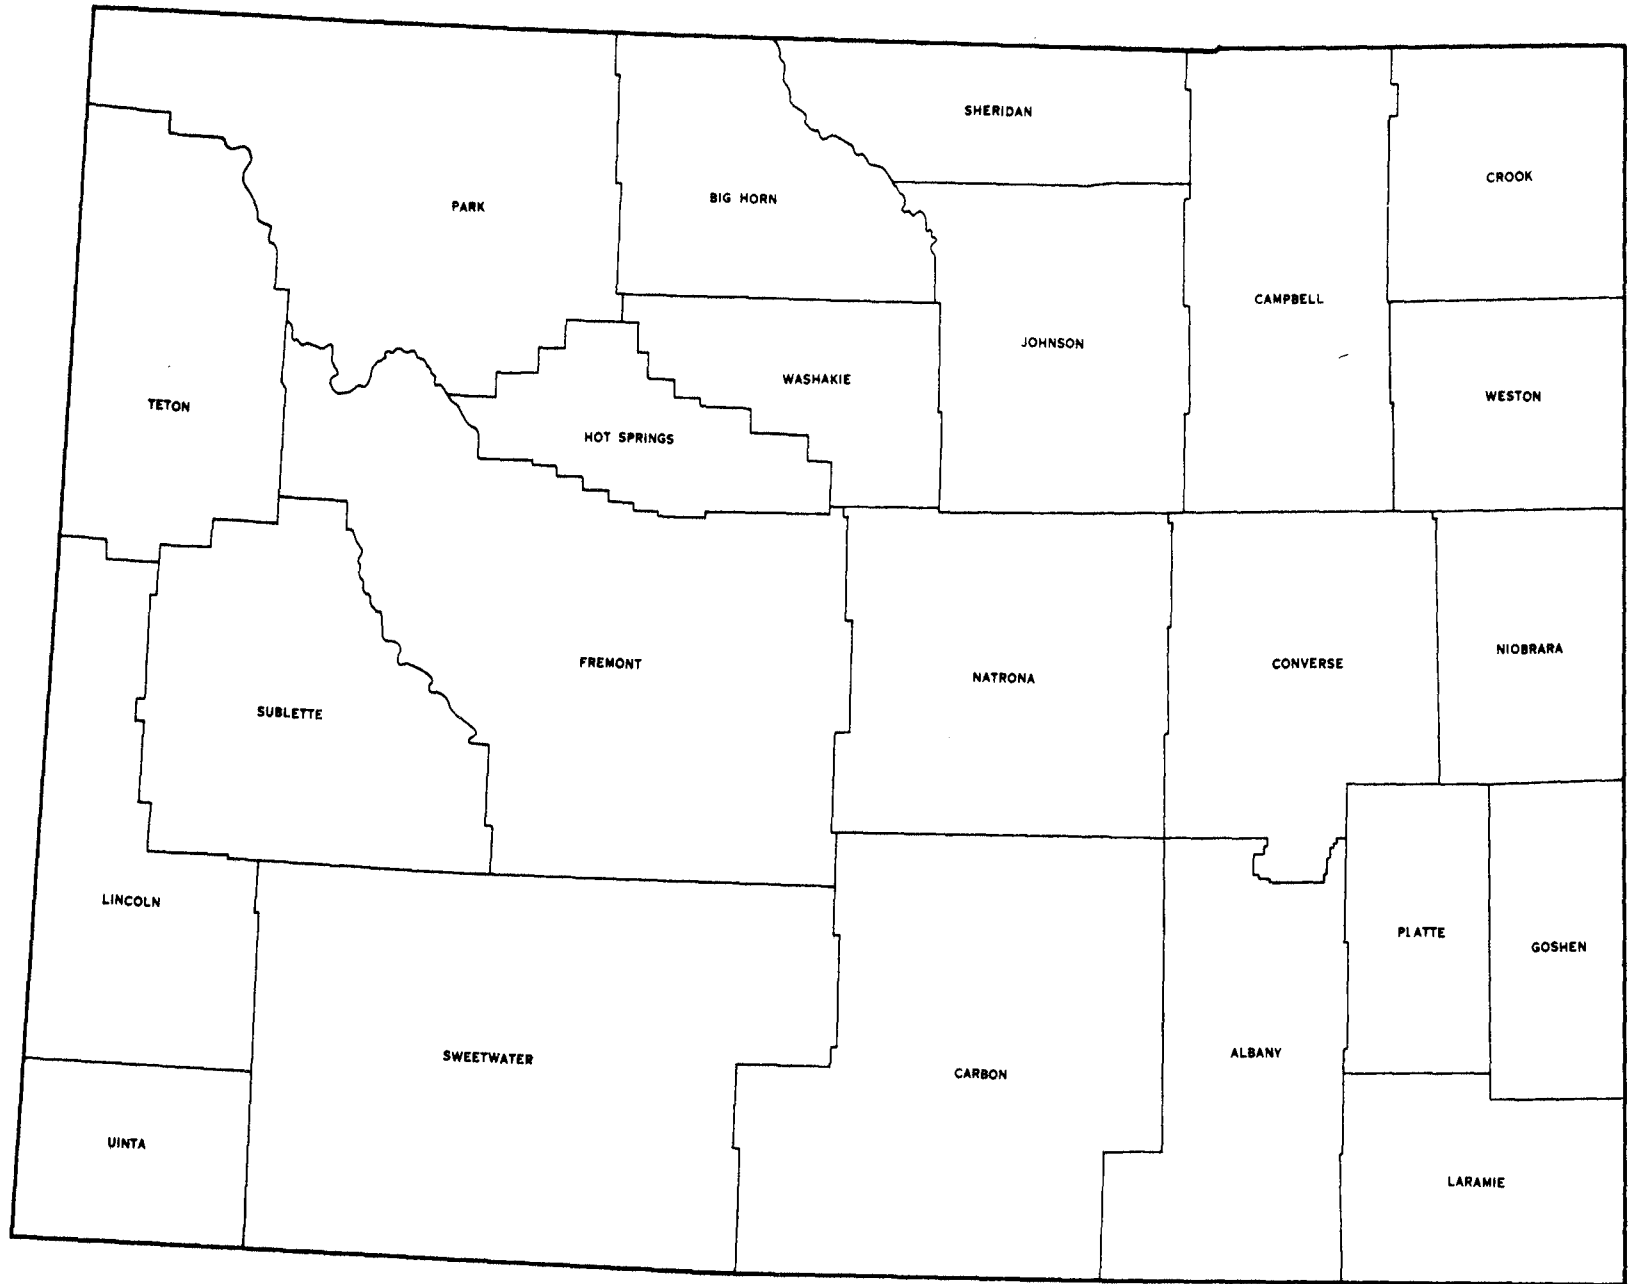 SHERIDAN
CROOK
BIG HORN
PARK
CAMPBELL
JOHNSON
WASHAKIE
WESTON
TETON
HOT SPRINGS
NIOBRARA
FREMONT
CONVERSE
NATRONA
SUBLETTE
LINCOLN
PLATTE
GOSHEN
ALBANY
SWEETWATER
CARBON
UINTA
LARAMIE